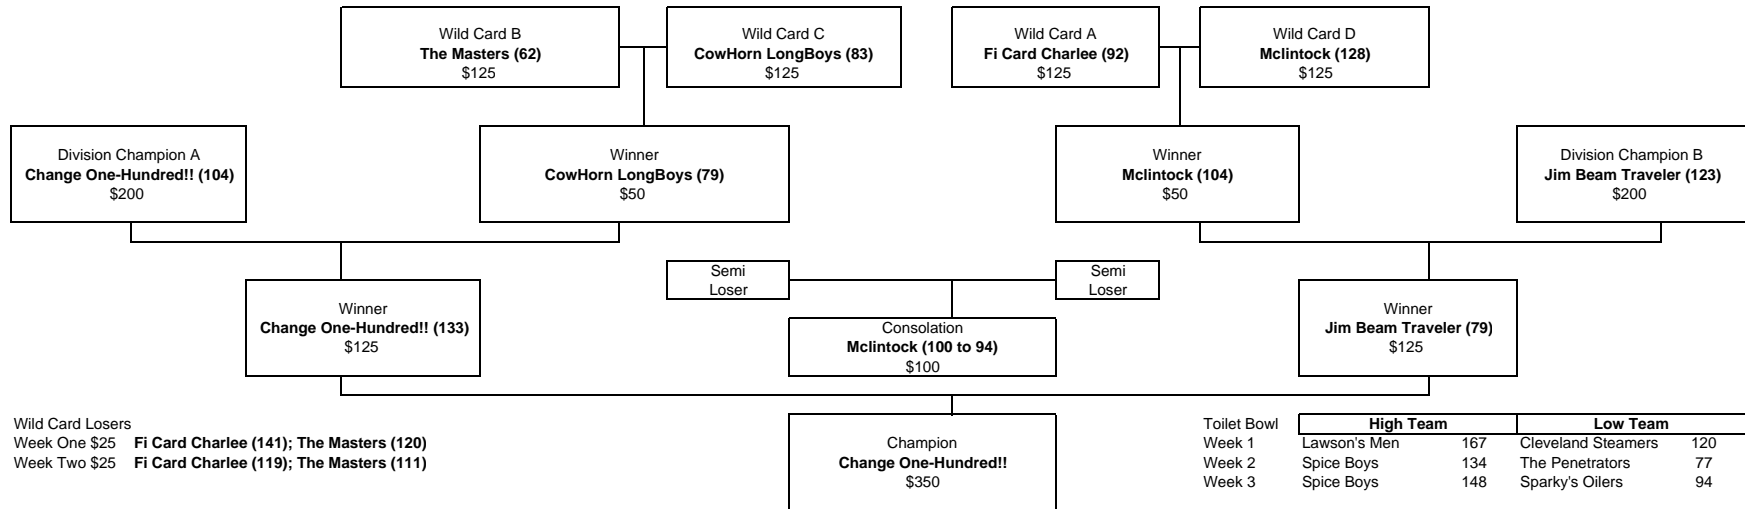 Wild Card B
The Masters (62)
$125
Wild Card C
CowHorn LongBoys (83)
$125
Wild Card A
Fi Card Charlee (92)
$125
Wild Card D
Mclintock (128)
$125
Division Champion A
Change One-Hundred!! (104)
$200
Winner
CowHorn LongBoys (79)
$50
Winner
Mclintock (104)
$50
Division Champion B
Jim Beam Traveler (123)
$200
Semi
Loser
Semi
Loser
Winner
Change One-Hundred!! (133)
$125
Consolation
Mclintock (100 to 94)
$100
Winner
Jim Beam Traveler (79)
$125
Wild Card Losers
Week One $25 Fi Card Charlee (141); The Masters (120)
Week Two $25 Fi Card Charlee (119); The Masters (111)
Champion
Change One-Hundred!!
$350
Toilet Bowl High Team Low Team
Week 1 Lawson's Men 167 Cleveland Steamers 120
Week 2 Spice Boys 134 The Penetrators 77
Week 3 Spice Boys 148 Sparky's Oilers 94